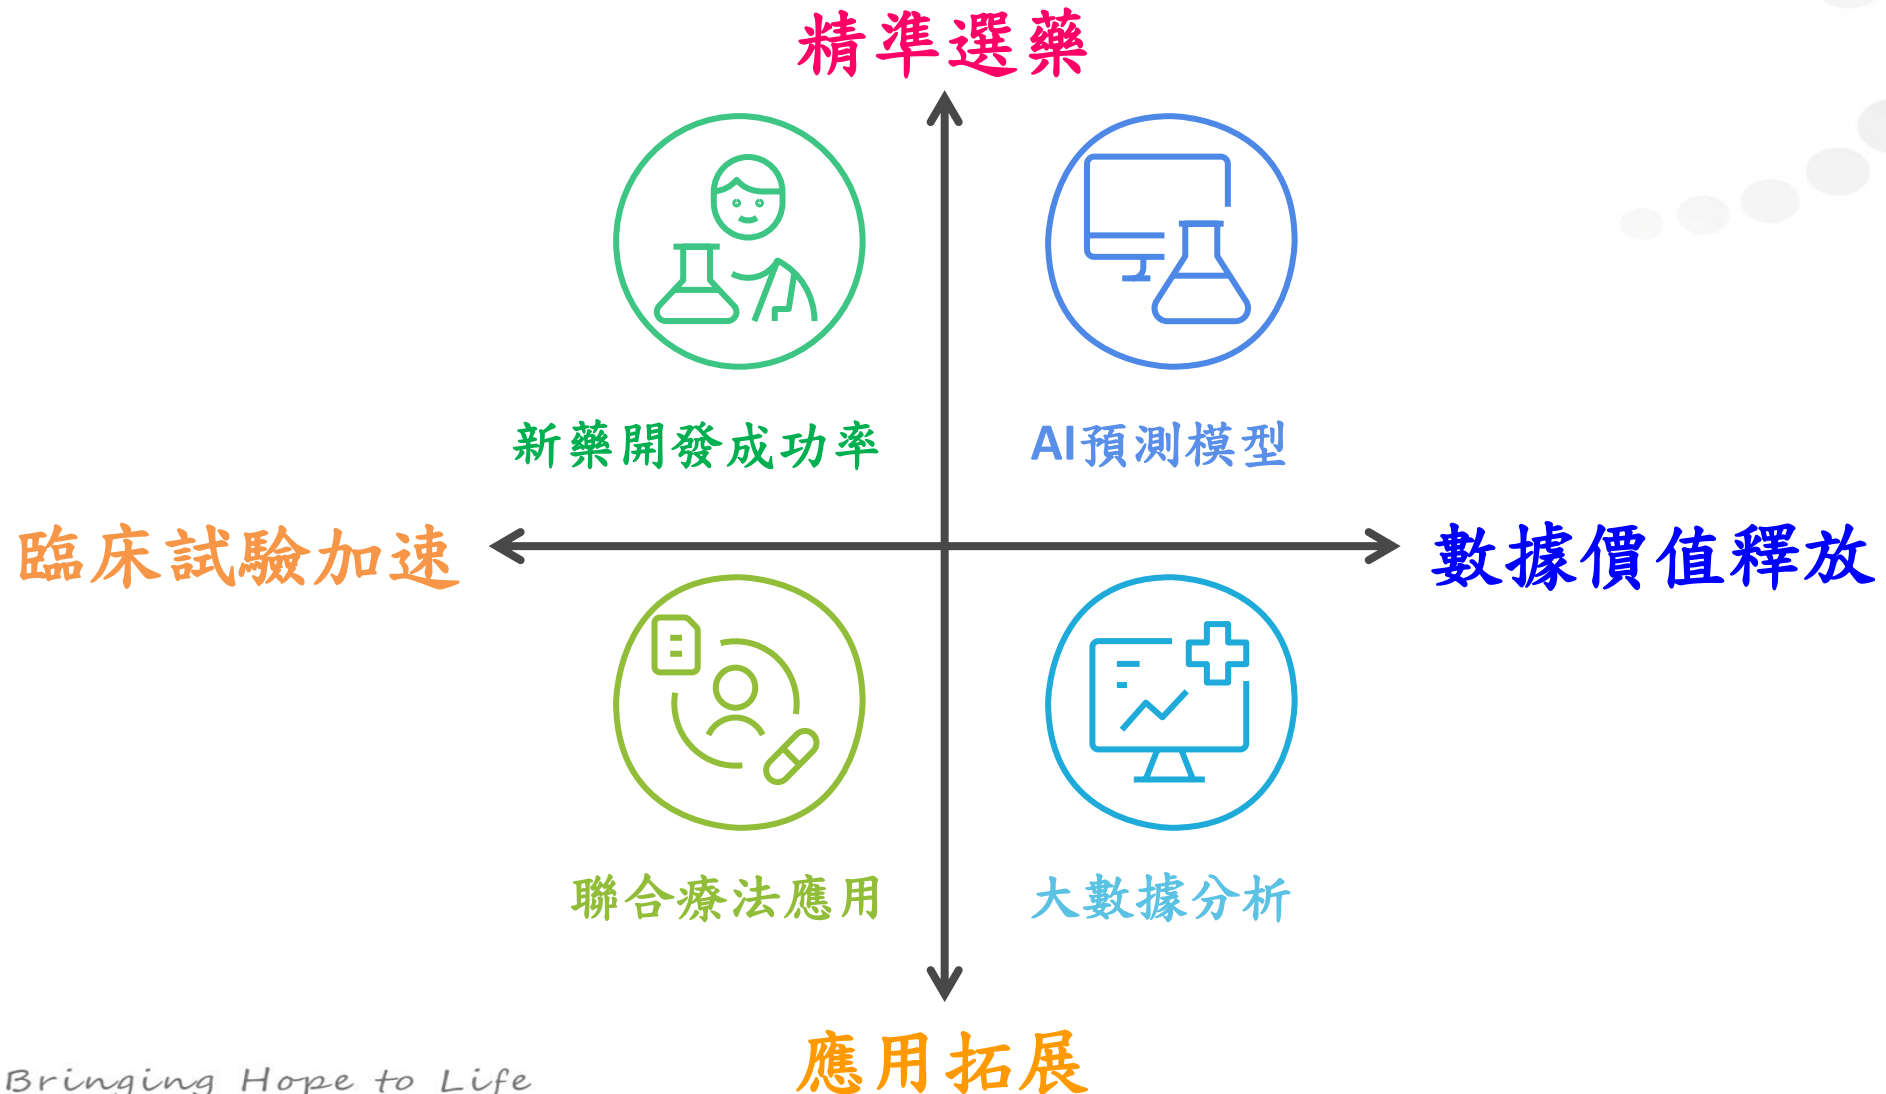 精準選藥
新藥開發成功率
AI預測模型
臨床試驗加速
數據價值釋放
聯合療法應用
大數據分析
應用拓展
Bringing Hope to Life